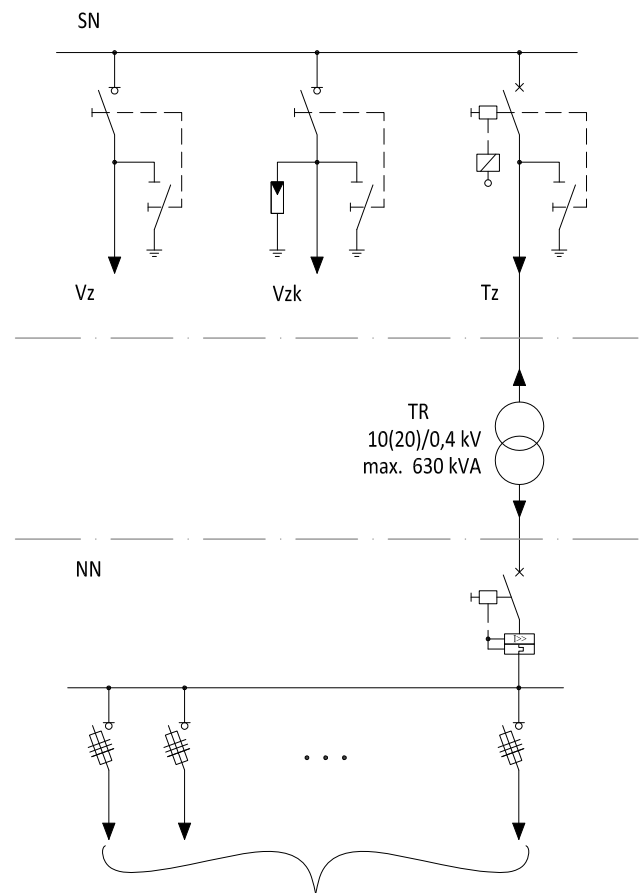 SN
Vz
Vzk
Tz
TR
10(20)/0,4 kV
max. 630 kVA
NN
I>>